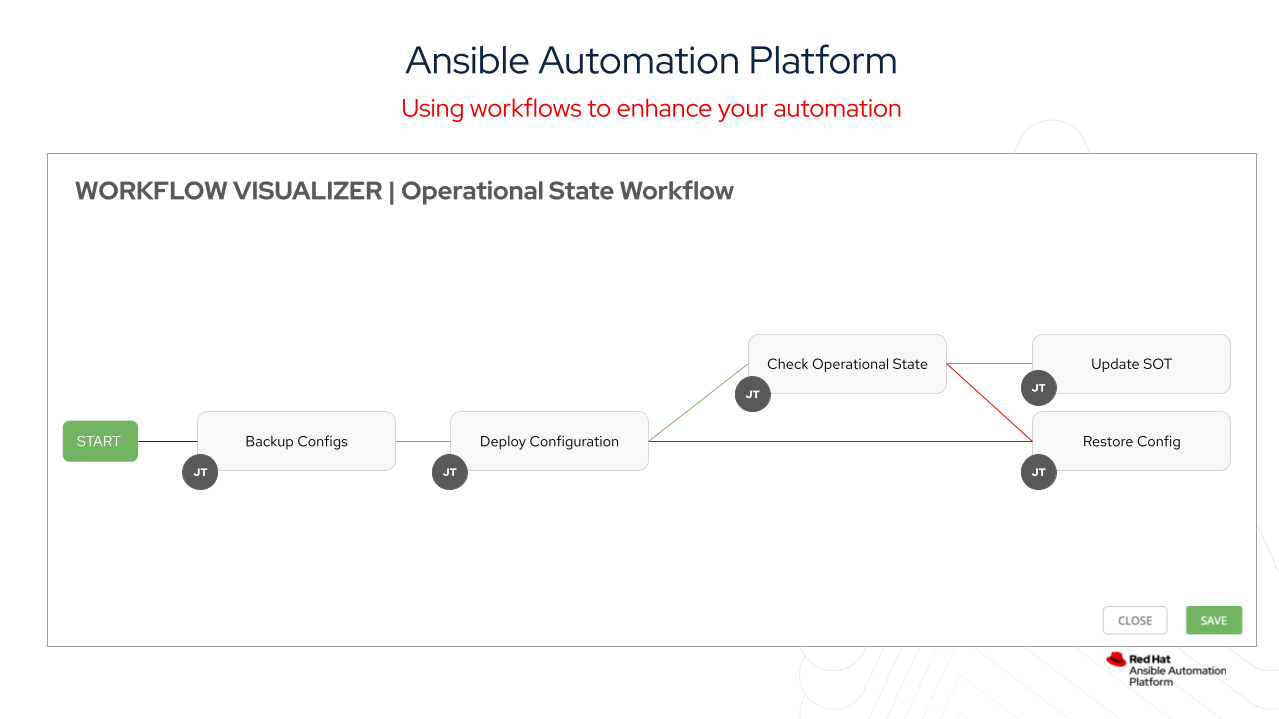 Ansible Automation Platform
Using workflows to enhance your automation
WORKFLOW VISUALIZER | Operational State Workflow
Check Operational State
Update SOT
JT
JT
START
Backup Configs
Deploy Configuration
Restore Config
JT
JT
JT
CLOSE
SAVE
Red Hat
Ansible Automation
Platform